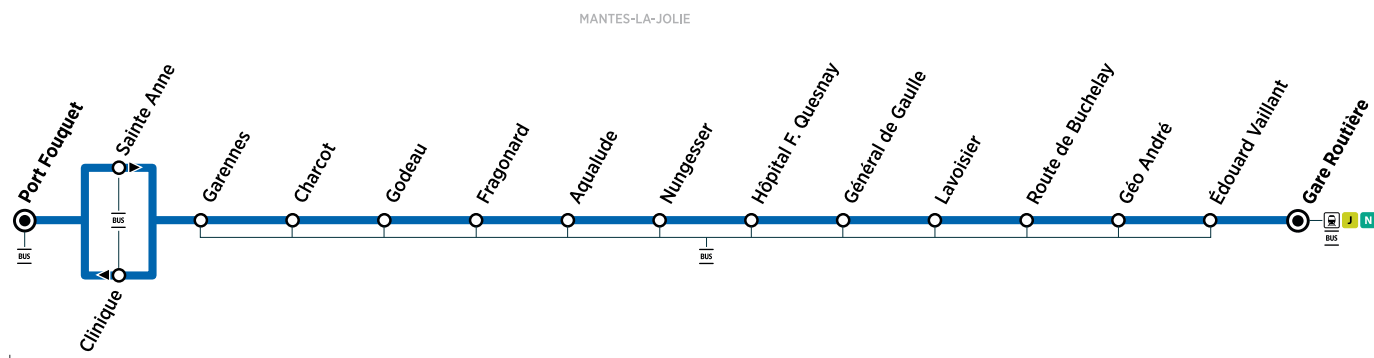 MANTES-LA-JOLIE
Port Fouquet
Sainte Anne
Clinique
Garennes
Charcot
Godeau
Fragonard
Aqualude
Nungesser
Hôpital F. Quesnay
Général de Gaulle
Lavoisier
Route de Buchelay
Géo André
Édouard Vaillant
Gare Routière
BUS
BUS
BUS
J N
BUS